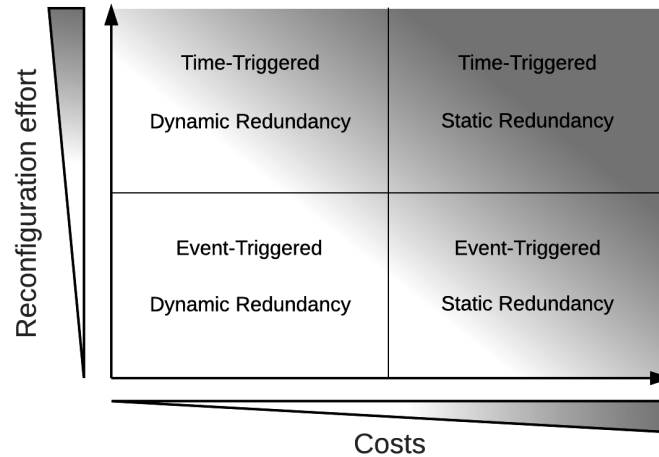 Reconfiguration effort
Time-Triggered
Dynamic Redundancy
Time-Triggered
Static Redundancy
Event-Triggered
Dynamic Redundancy
Event-Triggered
Static Redundancy
Costs